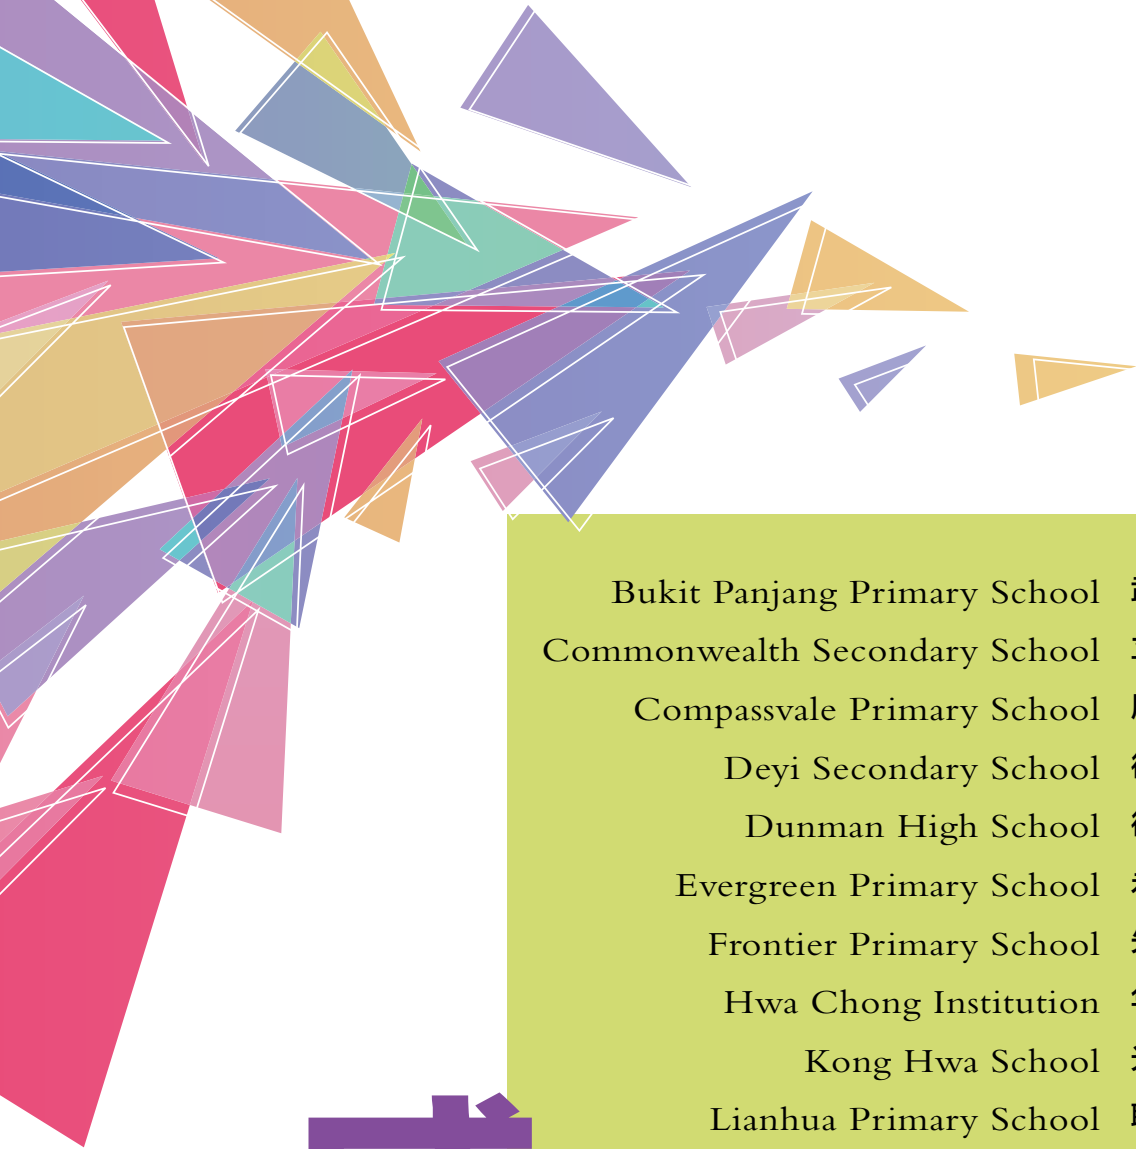 Bukit Panjang Primary School
Commonwealth Secondary School
Compassvale Primary School
Deyi Secondary School
Dunman High School
Evergreen Primary School
Frontier Primary School
Hwa Chong Institution
Kong Hwa School
Lianhua Primary School